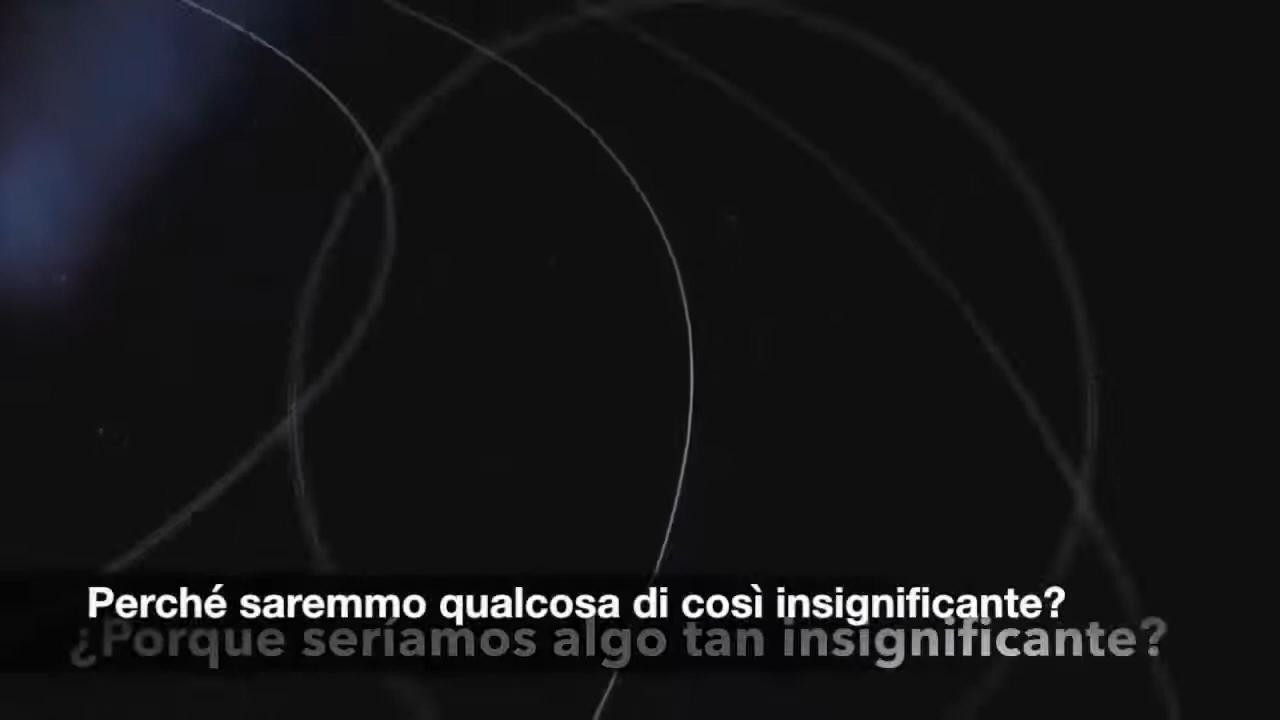 Perché saremmo qualcosa di così insignificante?
¿Porque seríamos algo tan insignificante?